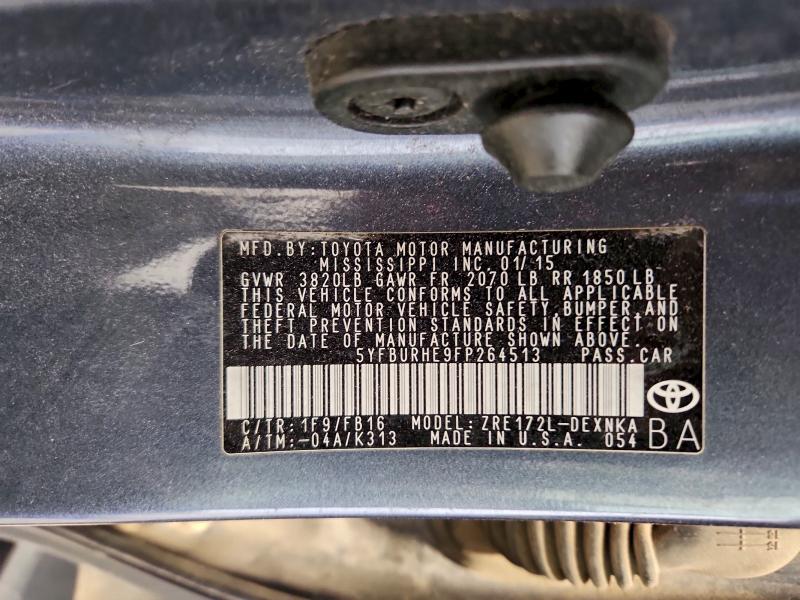 MFD. BY: TOYOTA MOTOR MANUFACTURING
MISSISSIPPI INC. 01/15
GVWR 3820LB GAWR FR 2070 LB RR 1850 LB
THIS VEHICLE CONFORMS TO ALL APPLICABLE
FEDERAL MOTOR VEHICLE SAFETY, BUMPER, AND
THEFT PREVENTION STANDARDS IN EFFECT ON
THE DATE OF MANUFACTURE SHOWN ABOVE.
5YFBURHE9FP264513 PASS. CAR
C/TR: 1F9/FB16 MODEL: ZRE172L-DEXNKA
A/TM: -04A/K313 MADE IN U.S.A. 054 BA